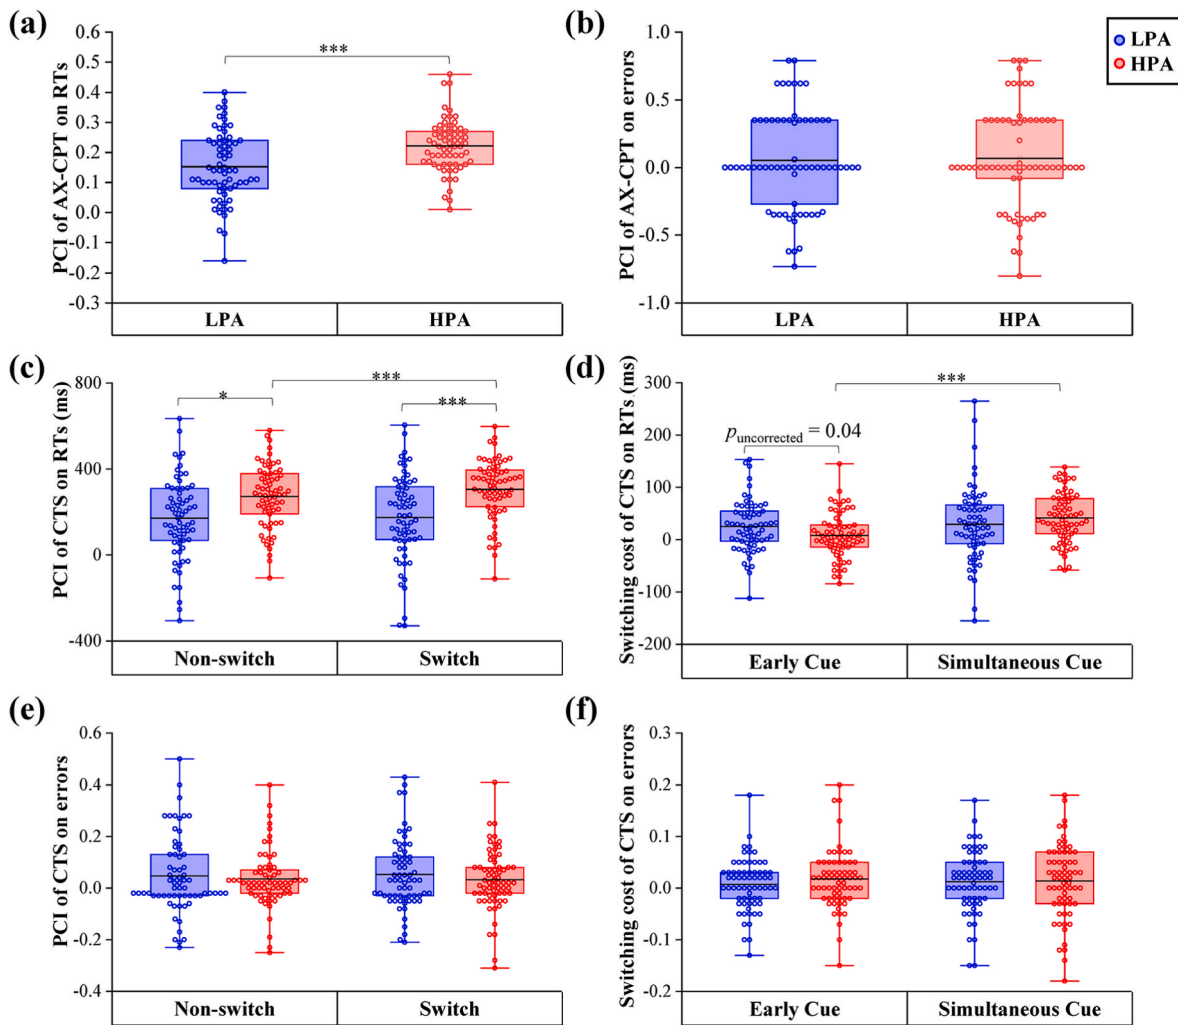 (a)
PCI of AX-CPT on RTs
0.6
0.5
0.4
0.3
0.2
0.1
0.0
-0.1
-0.2
-0.3
***
LPA
HPA
(b)
PCI of AX-CPT on errors
1.0
0.5
0.0
-0.5
-1.0
LPA
HPA
LPA
HPA
(c)
PCI of CTS on RTs (ms)
800
400
0
-400
*
***
***
Non-switch
Switch
(d)
Switching cost of CTS on RTs (ms)
300
200
100
0
-100
-200
p uncorrected = 0.04
***
Early Cue
Simultaneous Cue
(e)
PCI of CTS on errors
0.6
0.4
0.2
0.0
-0.2
-0.4
Non-switch
Switch
(f)
Switching cost of CTS on errors
0.3
0.2
0.1
0.0
-0.1
-0.2
Early Cue
Simultaneous Cue